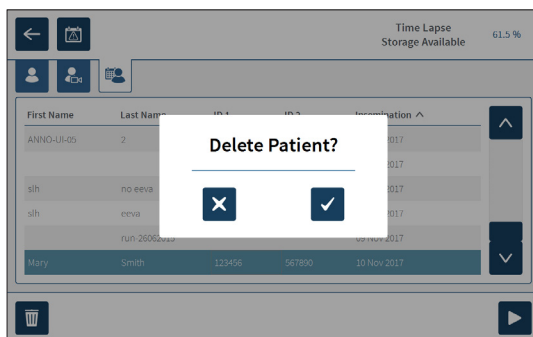 Time Lapse
Storage Available
61.5 %
First Name Last Name ID 1 ID 2 Insemination
ANNO-UI-05 2 2017
2017
slh no eeva 2017
slh eeva 2017
run-26062015 09 Nov 2017
Mary Smith 123456 567890 10 Nov 2017
Delete Patient?